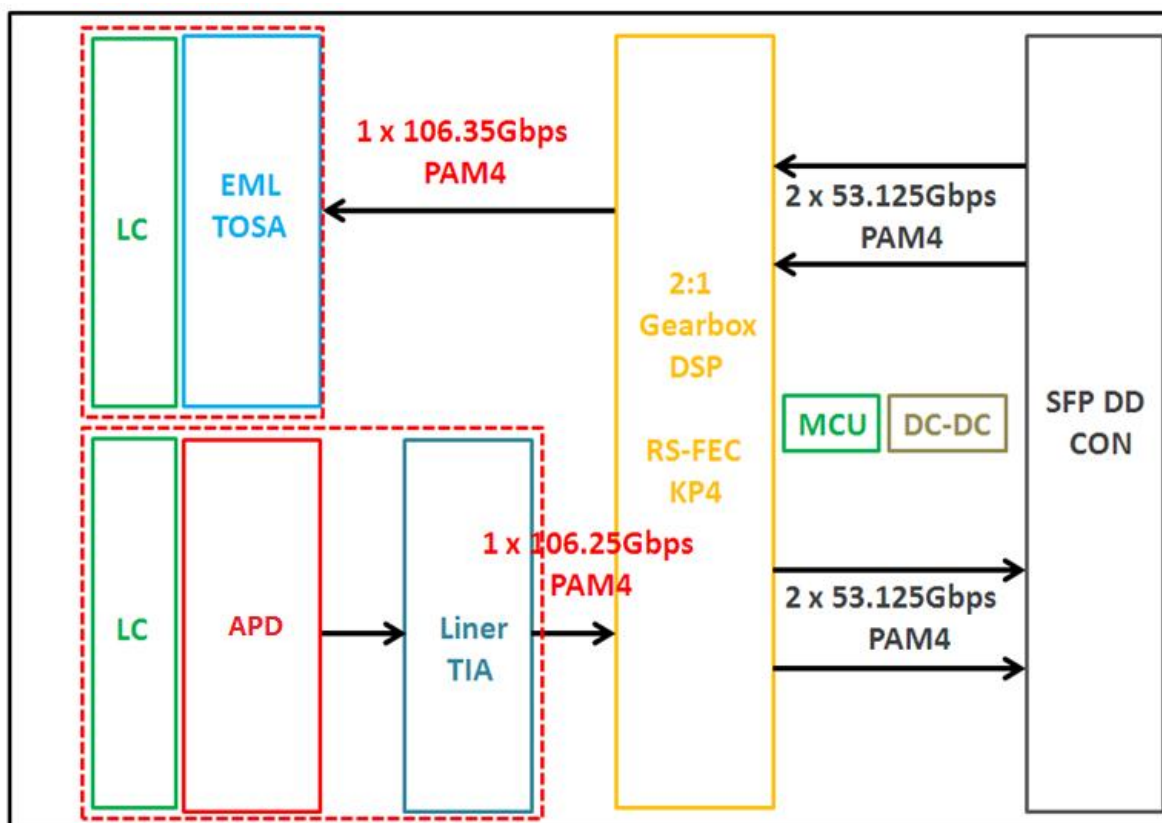 1 x 106.35Gbps
PAM4
LC
EML
TOSA
2 x 53.125Gbps
PAM4
2:1
Gearbox
DSP
RS-FEC
KP4
MCU
DC-DC
SFP DD
CON
LC
APD
Liner
TIA
1 x 106.25Gbps
PAM4
2 x 53.125Gbps
PAM4